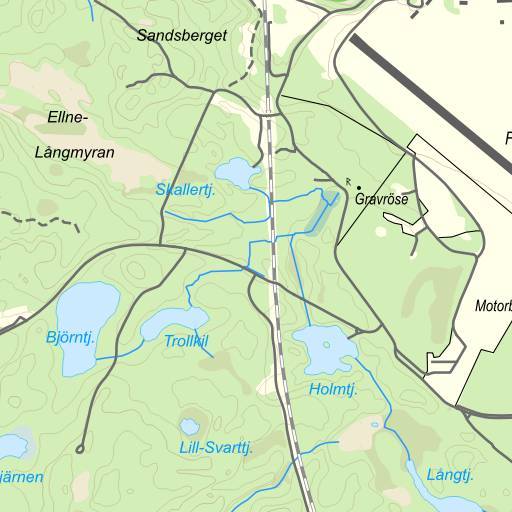 Sandsberget
Ellne-
Långmyran
Skallertj.
Gravröse
Motorb
Björntj.
Trollkil
Holmtj.
Lill-Svarttj.
järnen
Långtj.